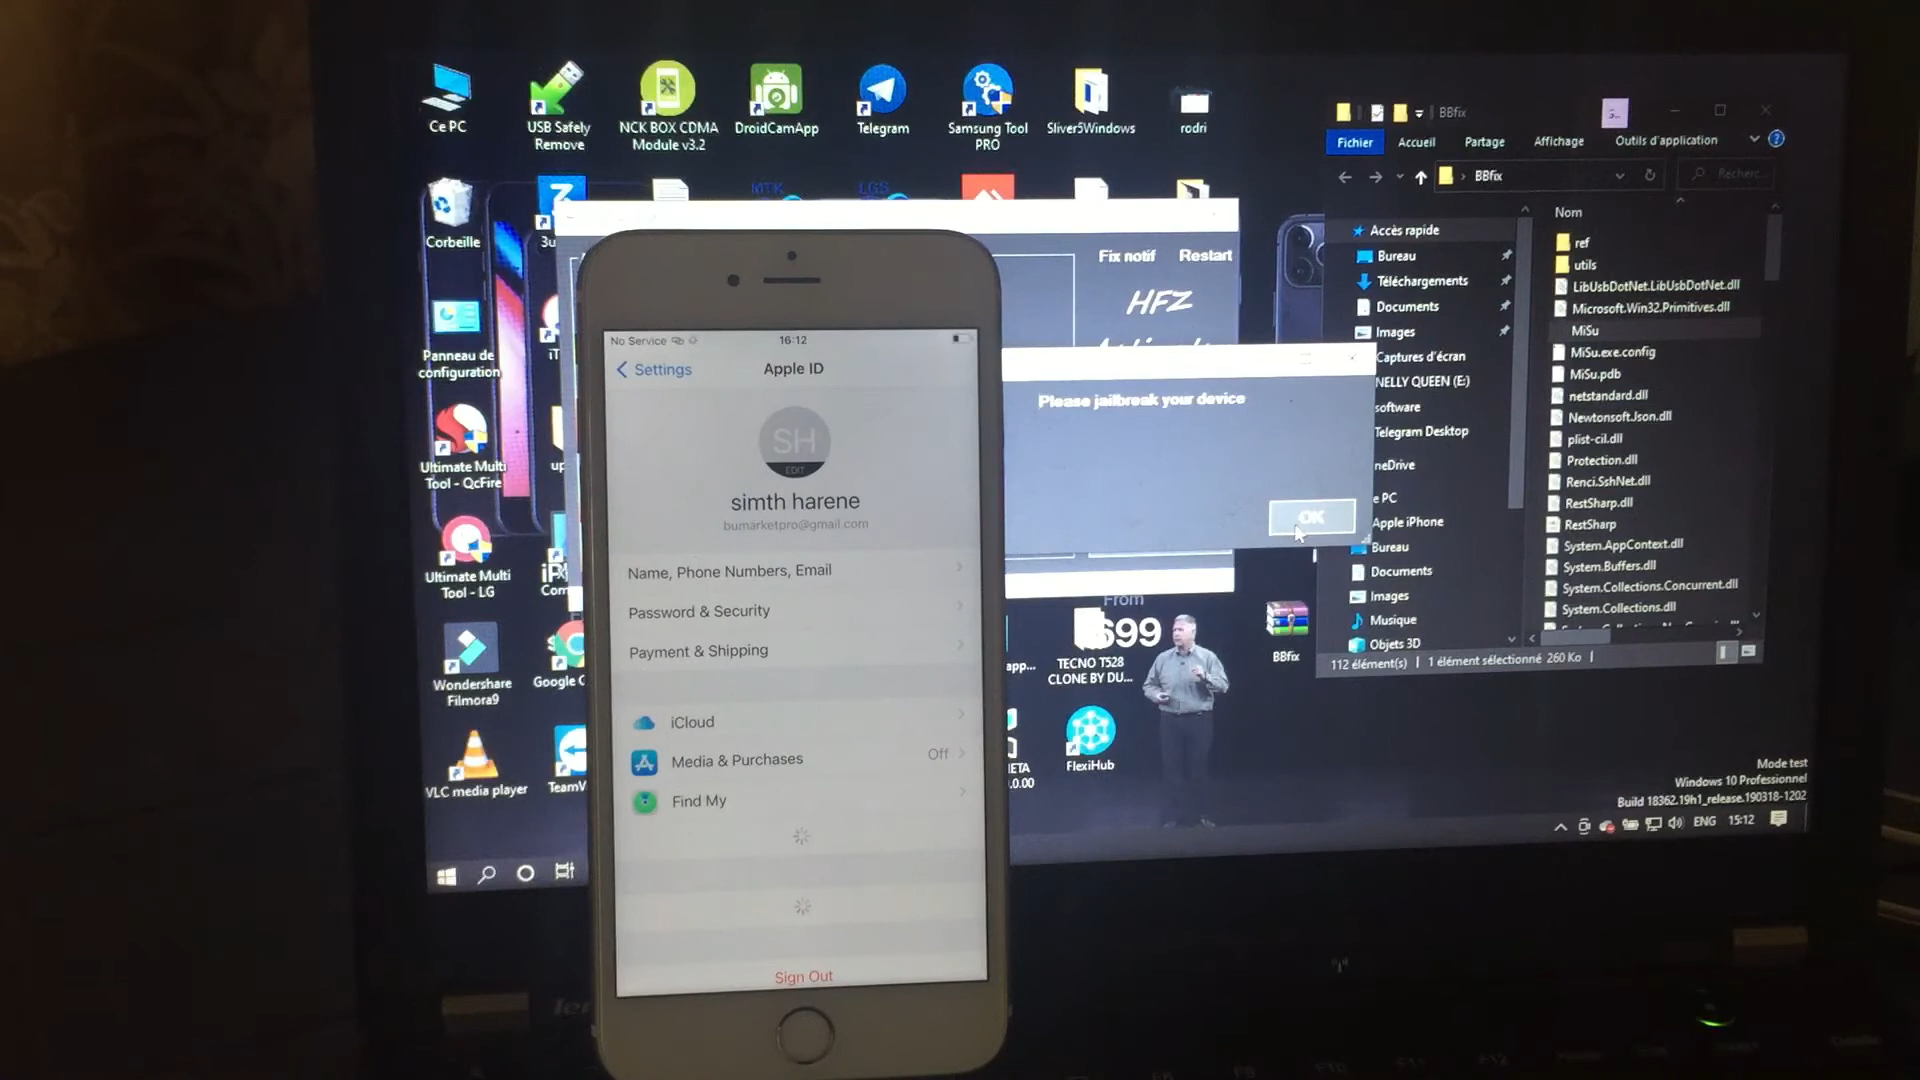 Ce PC
USB Safely
Remove
NCK BOX CDMA
Module v3.2
DroidCamApp
Telegram
Samsung Tool
PRO
Sliver5Windows
rodri
Corbeille
MTK
LGS
Panneau de
configuration
Ultimate Multi
Tool - QcFire
Ultimate Multi
Tool - LG
Wondershare
Filmora9
Google C
VLC media player
TeamV
Fix notif
Restart
HFZ
Please jailbreak your device
OK
From
$699
TECNO T528
CLONE BY DU...
BBfix
FlexiHub
No Service
16:12
Settings
Apple ID
SH
EDIT
simth harene
bumarketpro@gmail.com
Name, Phone Numbers, Email
Password & Security
Payment & Shipping
iCloud
Media & Purchases
Off
Find My
Sign Out
BBfix
Fichier
Accueil
Partage
Affichage
Outils d'application
BBfix
Recherc...
Accès rapide
Bureau
Téléchargements
Documents
Images
Captures d'écran
NELLY QUEEN (E:)
software
Telegram Desktop
neDrive
e PC
Apple iPhone
Bureau
Documents
Images
Musique
Objets 3D
Nom
ref
utils
LibUsbDotNet.LibUsbDotNet.dll
Microsoft.Win32.Primitives.dll
MiSu
MiSu.exe.config
MiSu.pdb
netstandard.dll
Newtonsoft.Json.dll
plist-cil.dll
Protection.dll
Renci.SshNet.dll
RestSharp.dll
RestSharp
System.AppContext.dll
System.Buffers.dll
System.Collections.Concurrent.dll
System.Collections.dll
112 élément(s)
1 élément sélectionné 260 Ko
Mode test
Windows 10 Professionnel
Build 18362.19h1_release.190318-1202
ENG
15:12